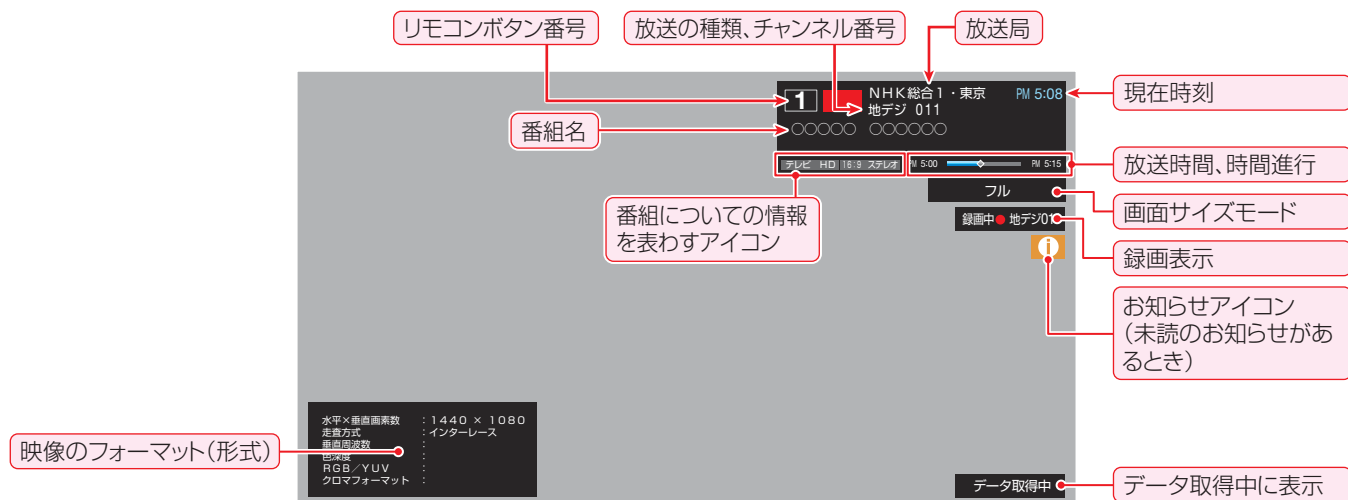 リモコンボタン番号
放送の種類、チャンネル番号
放送局
1
NHK総合1・東京
PM 5:08
地デジ 011
現在時刻
番組名
○○○○○ ○○○○○○
テレビ HD 16:9 ステレオ
5:00
PM 5:15
放送時間、時間進行
フル
画面サイズモード
番組についての情報
を表わすアイコン
録画中●地デジ01
録画表示
i
お知らせアイコン
(未読のお知らせがあ
るとき)
水平×垂直画素数 :1440 × 1080
走査方式 :インターレース
垂直周波数 :
色深度 :
RGB/YUV :
クロマフォーマット :
映像のフォーマット(形式)
データ取得中
データ取得中に表示